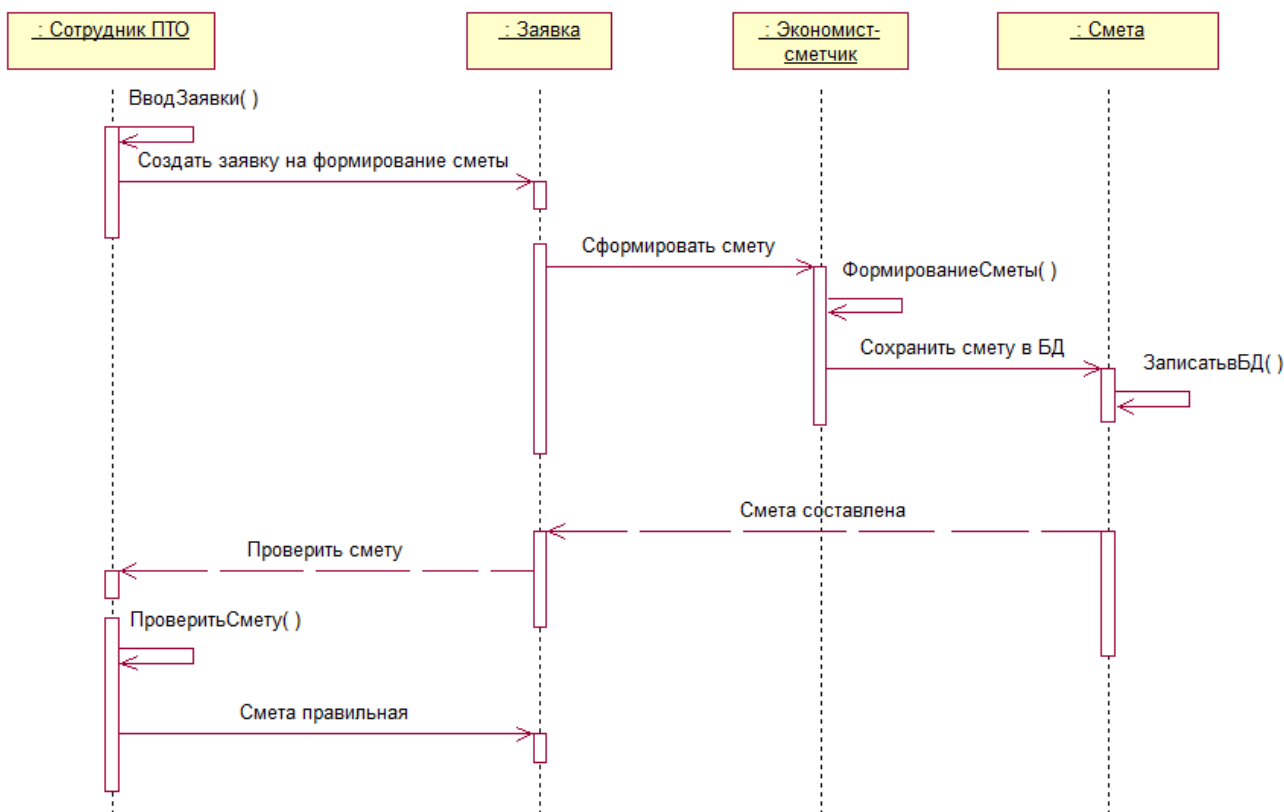 _: Сотрудник ПТО
_: Заявка
_: Экономист-
сметчик
_: Смета
ВводЗаявки( )
Создать заявку на формирование сметы
Сформировать смету
ФормированиеСметы( )
Сохранить смету в БД
ЗаписатьвБД( )
Смета составлена
Проверить смету
ПроверитьСмету( )
Смета правильная